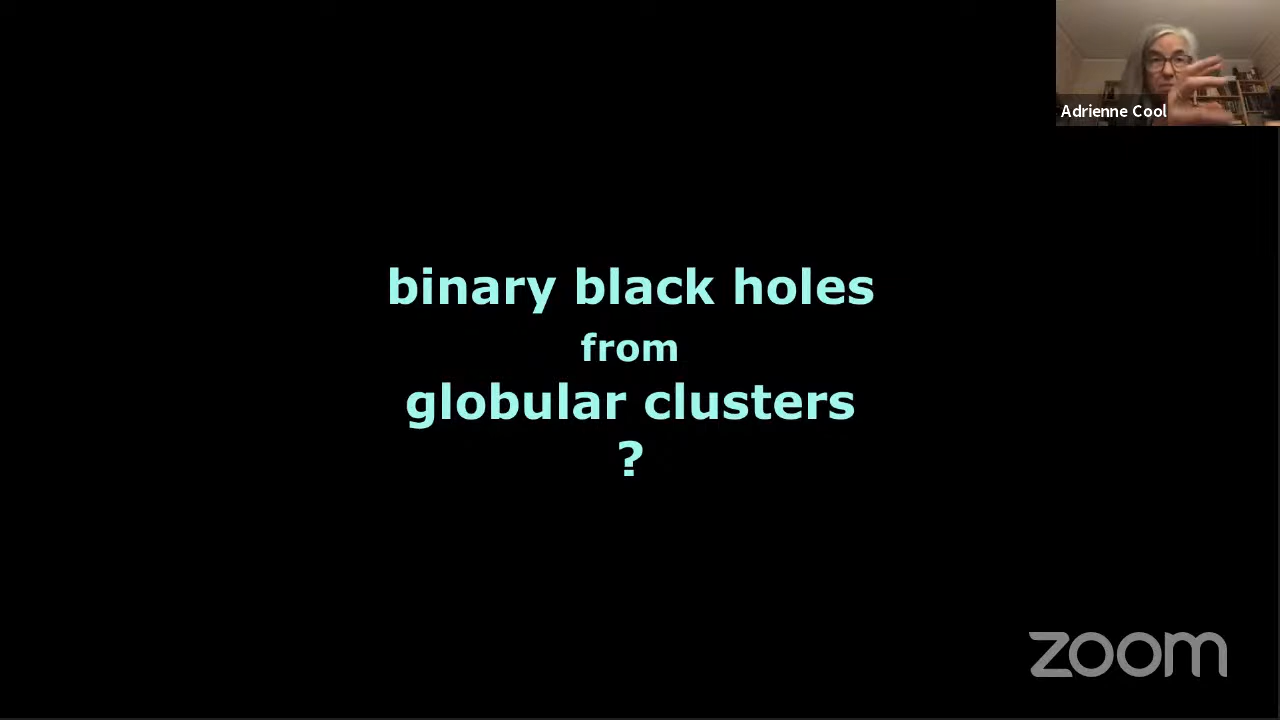 Adrienne Cool
binary black holes
from
globular clusters
?
zoom